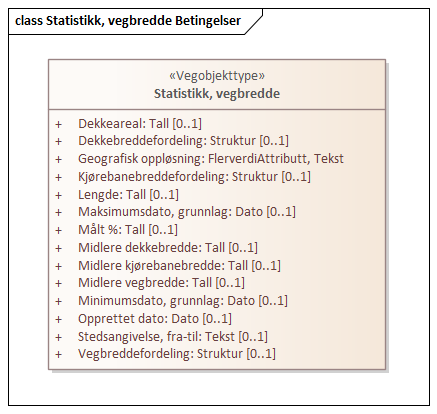 class Statistikk, vegbredde Betingelser
«Vegobjekttype»
Statistikk, vegbredde
+ Dekkeareal: Tall [0..1]
+ Dekkebreddefordeling: Struktur [0..1]
+ Geografisk oppløsning: FlerverdiAttributt, Tekst
+ Kjørebanebreddefordeling: Struktur [0..1]
+ Lengde: Tall [0..1]
+ Maksimumsdato, grunnlag: Dato [0..1]
+ Målt %: Tall [0..1]
+ Midlere dekkebredde: Tall [0..1]
+ Midlere kjørebanebredde: Tall [0..1]
+ Midlere vegbredde: Tall [0..1]
+ Minimumsdato, grunnlag: Dato [0..1]
+ Opprettet dato: Dato [0..1]
+ Stedsangivelse, fra-til: Tekst [0..1]
+ Vegbreddefordeling: Struktur [0..1]